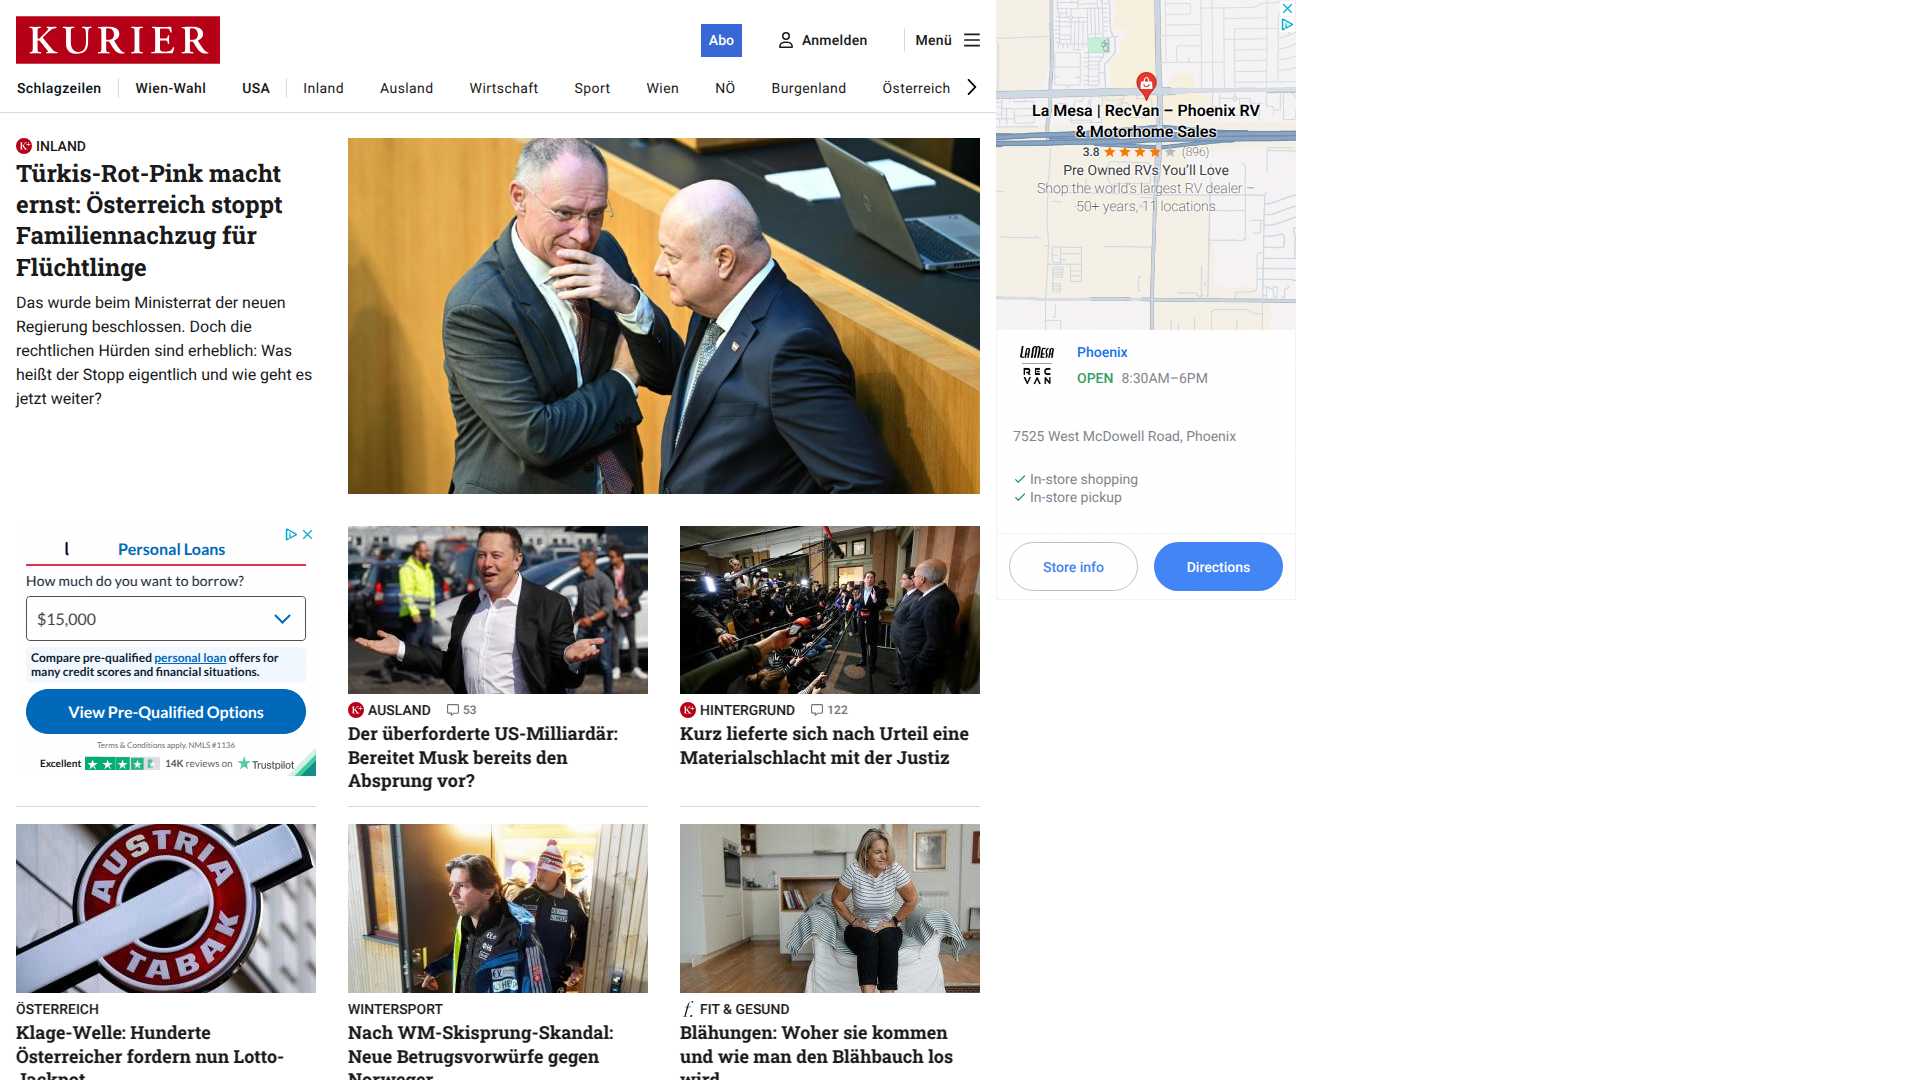 KURIER
Abo
Anmelden
Menü
Schlagzeilen
Wien-Wahl
USA
Inland
Ausland
Wirtschaft
Sport
Wien
NÖ
Burgenland
Österreich
K+ INLAND
Türkis-Rot-Pink macht
ernst: Österreich stoppt
Familiennachzug für
Flüchtlinge
Das wurde beim Ministerrat der neuen
Regierung beschlossen. Doch die
rechtlichen Hürden sind erheblich: Was
heißt der Stopp eigentlich und wie geht es
jetzt weiter?
La Mesa | RecVan – Phoenix RV
& Motorhome Sales
3.8 (896)
Pre Owned RVs You'll Love
Shop the world's largest RV dealer –
50+ years, 11 locations
LA MESA
REC
VAN
Phoenix
OPEN 8:30AM–6PM
7525 West McDowell Road, Phoenix
In-store shopping
In-store pickup
Store info
Directions
Personal Loans
How much do you want to borrow?
$15,000
Compare pre-qualified personal loan offers for
many credit scores and financial situations.
View Pre-Qualified Options
Terms & Conditions apply. NMLS #1136
Excellent 14K reviews on Trustpilot
K+ AUSLAND 53
Der überforderte US-Milliardär:
Bereitet Musk bereits den
Absprung vor?
K+ HINTERGRUND 122
Kurz lieferte sich nach Urteil eine
Materialschlacht mit der Justiz
AUSTRIA
TABAK
ÖSTERREICH
Klage-Welle: Hunderte
Österreicher fordern nun Lotto-
Jackpot
WINTERSPORT
Nach WM-Skisprung-Skandal:
Neue Betrugsvorwürfe gegen
Norweger
f. FIT & GESUND
Blähungen: Woher sie kommen
und wie man den Blähbauch los
wird